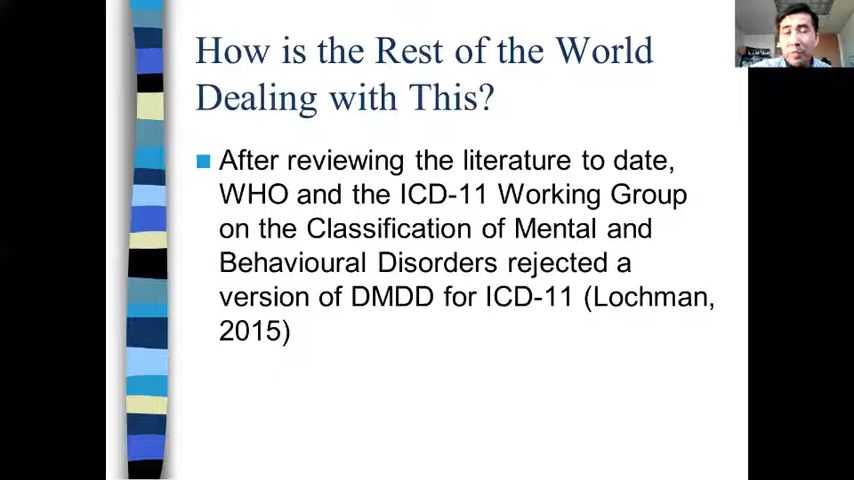 How is the Rest of the World
Dealing with This?
After reviewing the literature to date,
WHO and the ICD-11 Working Group
on the Classification of Mental and
Behavioural Disorders rejected a
version of DMDD for ICD-11 (Lochman,
2015)